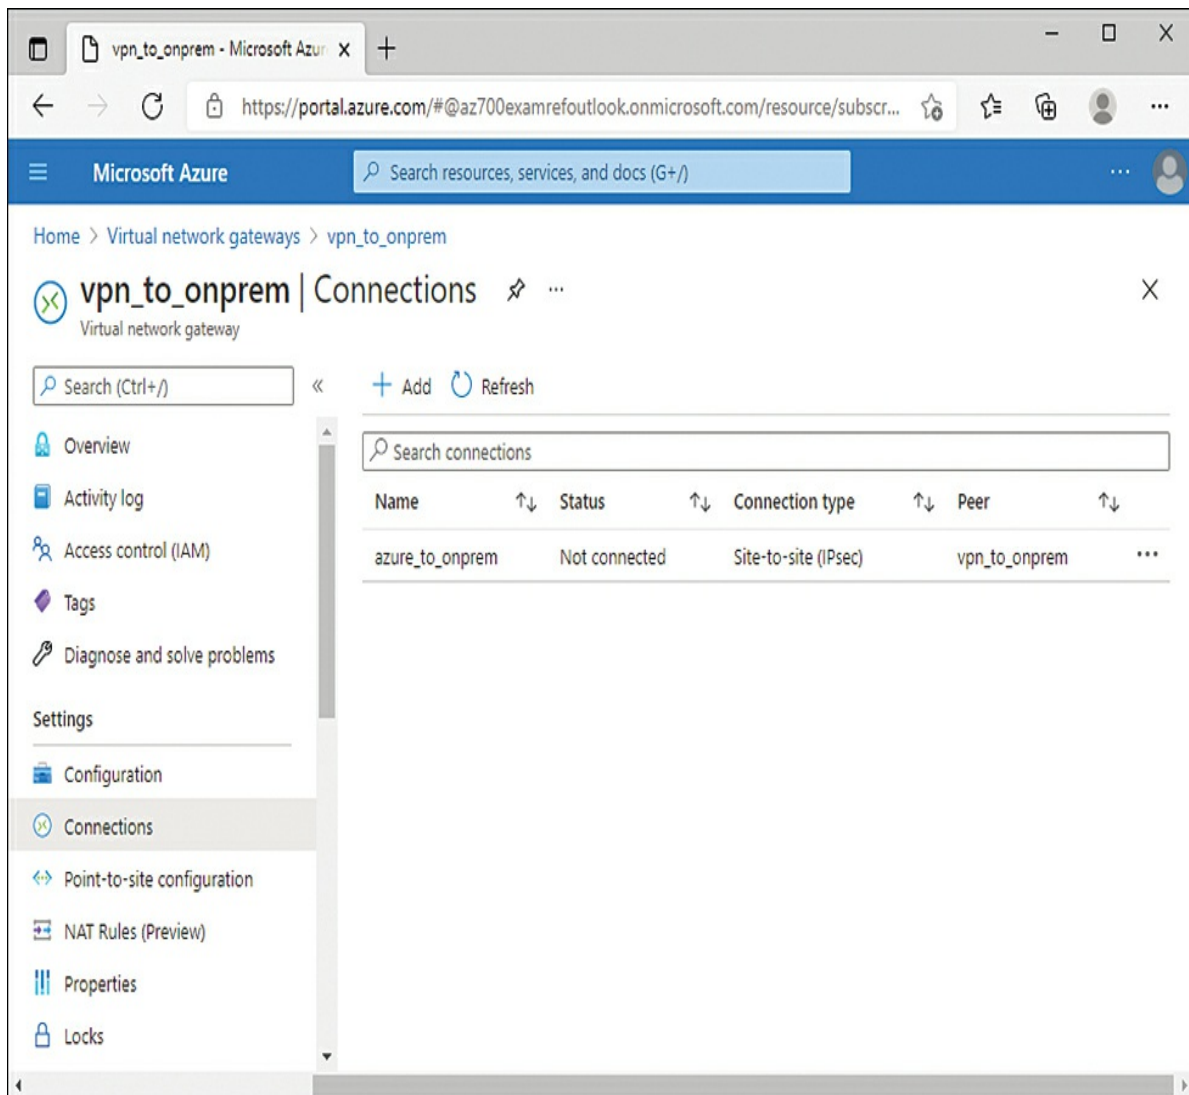 vpn_to_onprem - Microsoft Azur
https://portal.azure.com/#@az700examrefoutlook.onmicrosoft.com/resource/subscr...
Microsoft Azure
Search resources, services, and docs (G+/)
Home > Virtual network gateways > vpn_to_onprem
vpn_to_onprem | Connections
Virtual network gateway
Search (Ctrl+/)
Add Refresh
Overview
Search connections
Activity log
Name Status Connection type Peer
Access control (IAM)
azure_to_onprem Not connected Site-to-site (IPsec) vpn_to_onprem
Tags
Diagnose and solve problems
Settings
Configuration
Connections
Point-to-site configuration
NAT Rules (Preview)
Properties
Locks